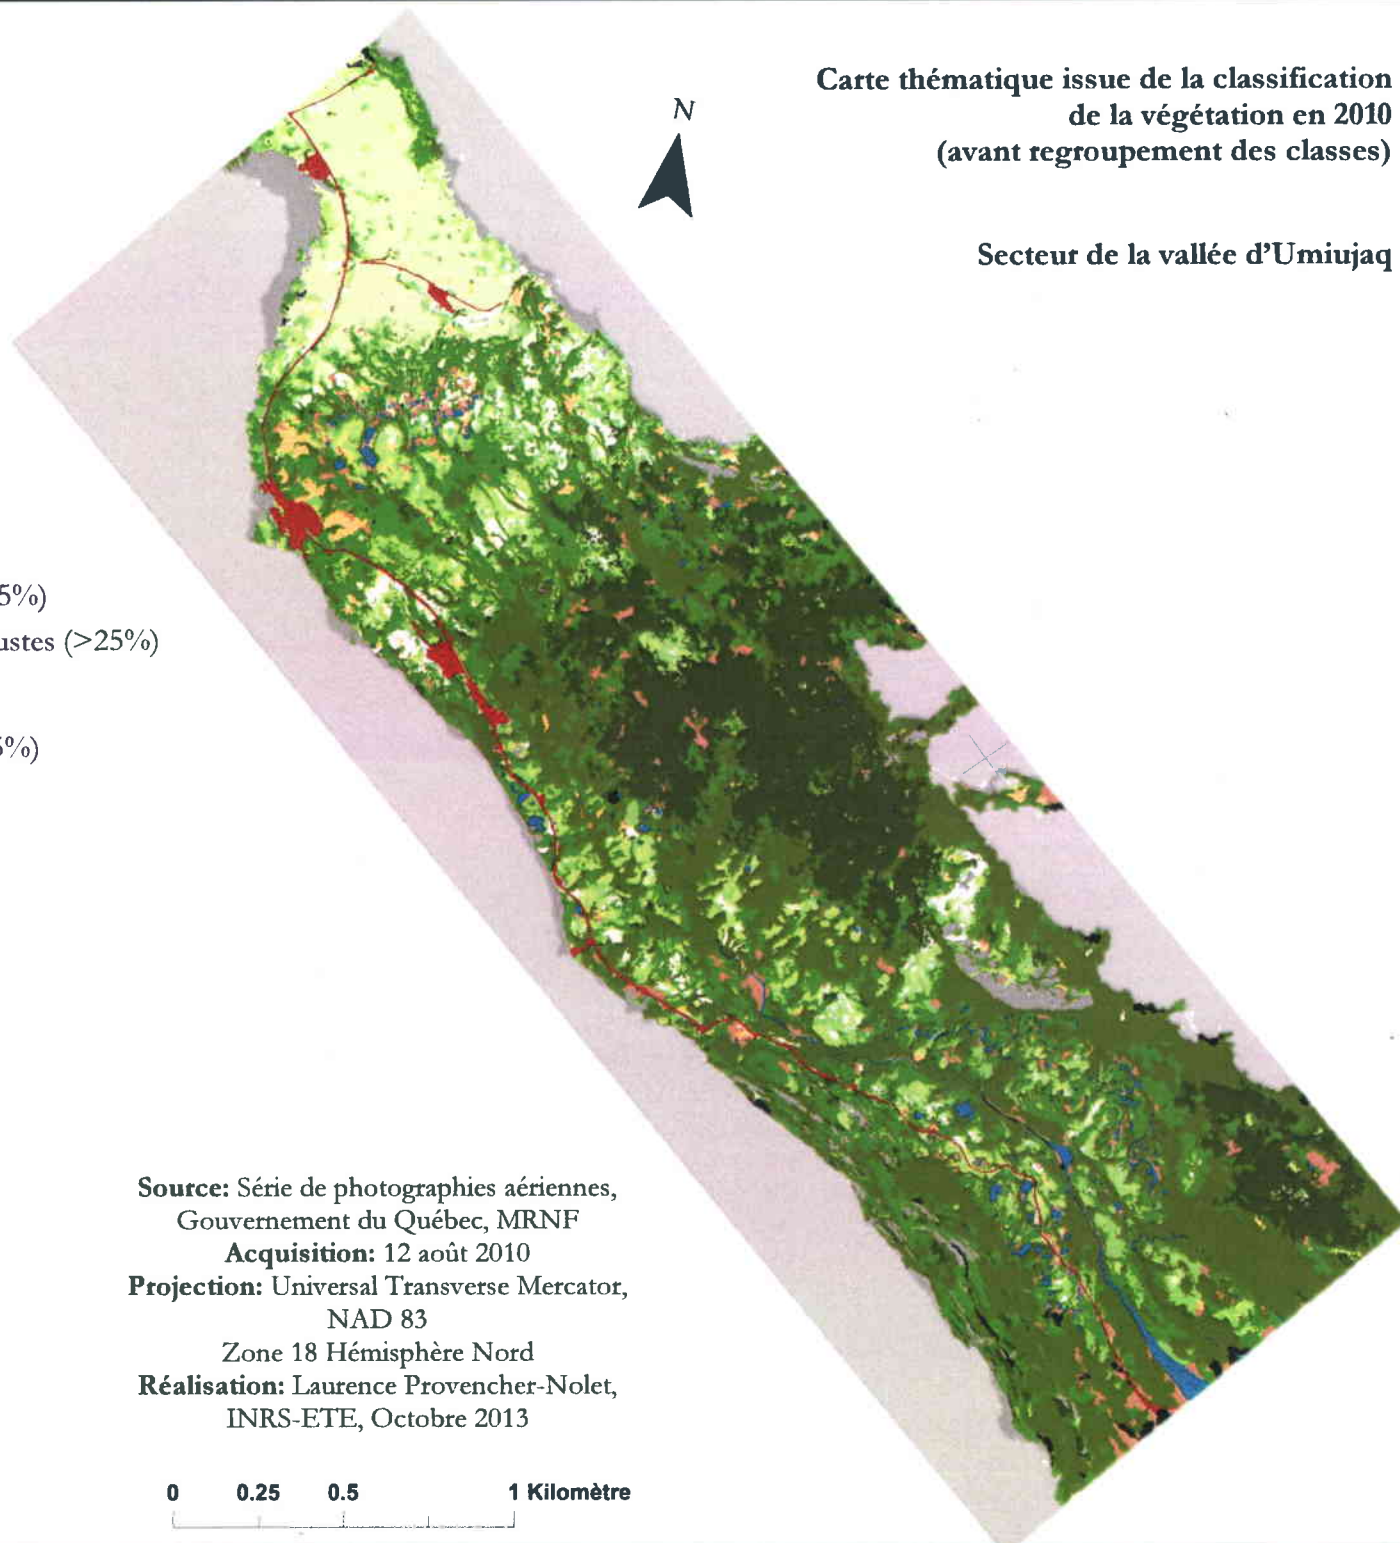 Carte thématique issue de la classification
de la végétation en 2010
(avant regroupement des classes)
Secteur de la vallée d'Umiujaq
N
5%)
ustes (>25%)
%)
Source: Série de photographies aériennes,
Gouvernement du Québec, MRNF
Acquisition: 12 août 2010
Projection: Universal Transverse Mercator,
NAD 83
Zone 18 Hémisphère Nord
Réalisation: Laurence Provencher-Nolet,
INRS-ETE, Octobre 2013
0 0.25 0.5 1 Kilomètre